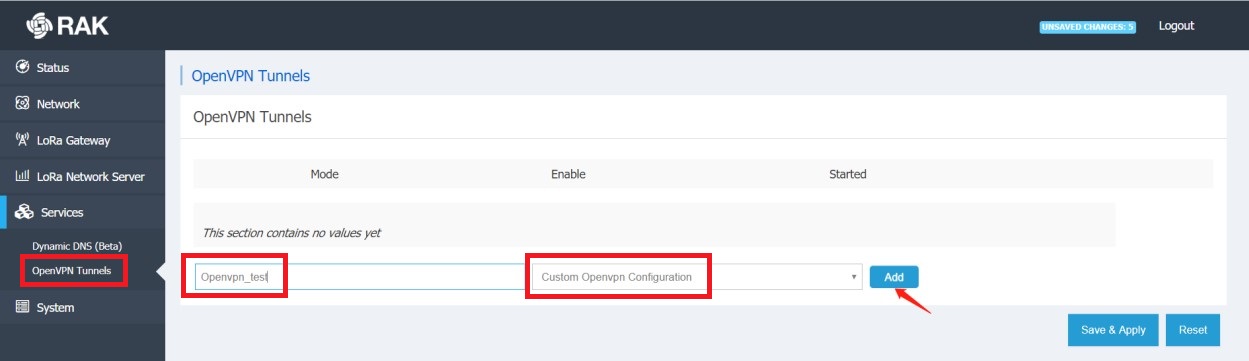 RAK
UNSAVED CHANGES: 5
Logout
Status
Network
LoRa Gateway
LoRa Network Server
Services
Dynamic DNS (Beta)
OpenVPN Tunnels
System
OpenVPN Tunnels
OpenVPN Tunnels
Mode Enable Started
This section contains no values yet
Openvpn_test Custom Openvpn Configuration Add
Save & Apply Reset